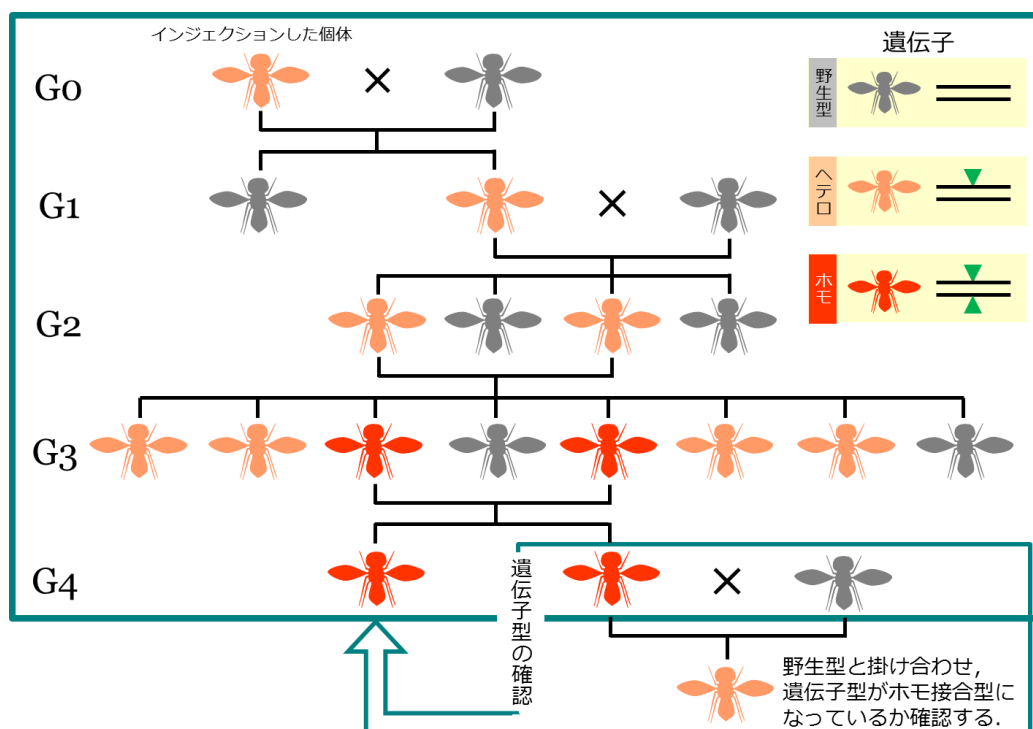 インジェクションした個体
G0
×
遺伝子
野生型
G1
×
ヘテロ
ホモ
G2
G3
G4
×
遺伝子型の確認
野生型と掛け合わせ,
遺伝子型がホモ接合型に
なっているか確認する.